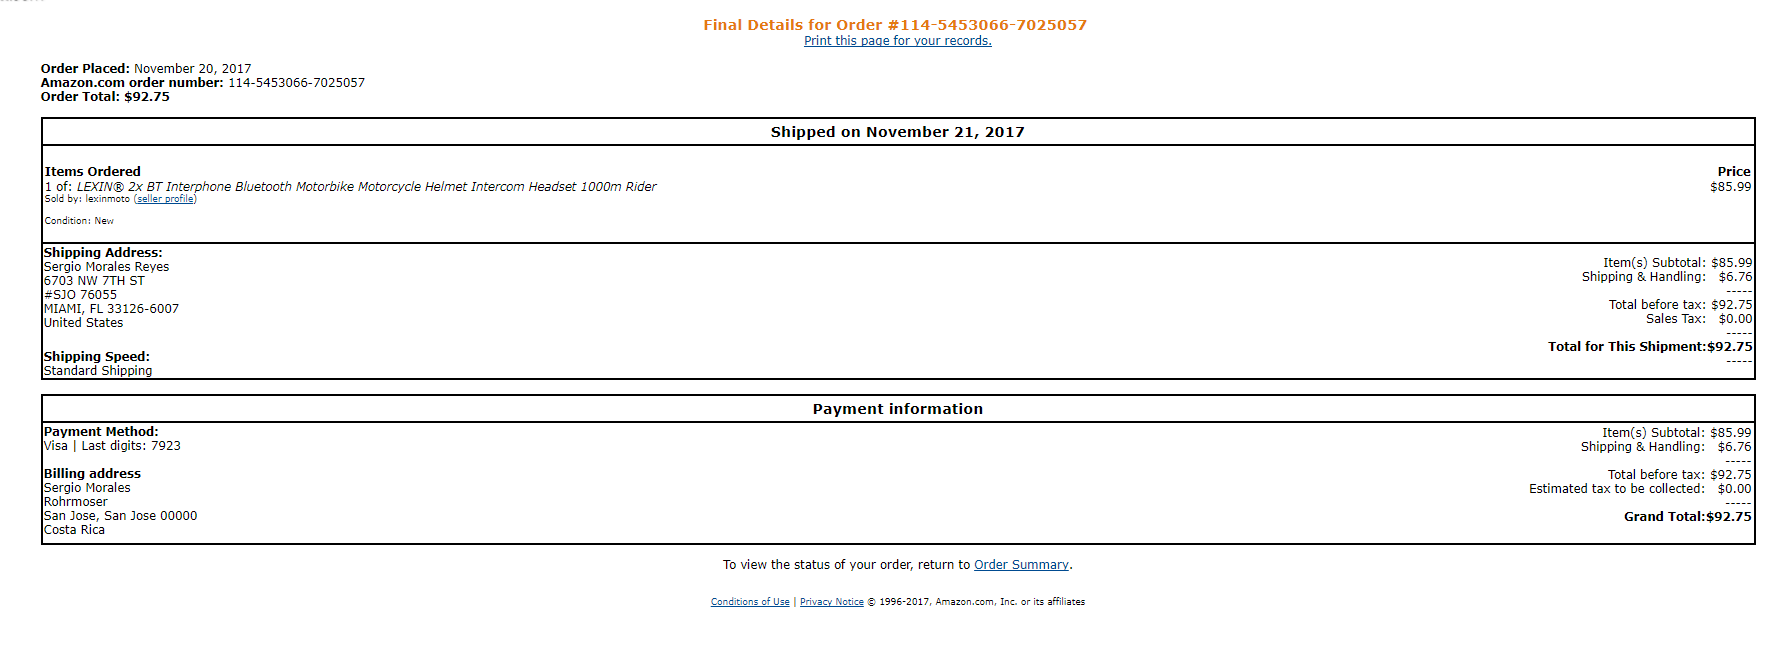 Final Details for Order #114-5453066-7025057
Print this page for your records.
Order Placed: November 20, 2017
Amazon.com order number: 114-5453066-7025057
Order Total: $92.75
Shipped on November 21, 2017
Items Ordered Price
1 of: LEXIN® 2x BT Interphone Bluetooth Motorbike Motorcycle Helmet Intercom Headset 1000m Rider $85.99
Sold by: lexinmoto (seller profile)
Condition: New
Shipping Address:
Sergio Morales Reyes
6703 NW 7TH ST
#SJO 76055
MIAMI, FL 33126-6007
United States
Shipping Speed:
Standard Shipping
Item(s) Subtotal: $85.99
Shipping & Handling: $6.76
-----
Total before tax: $92.75
Sales Tax: $0.00
-----
Total for This Shipment:$92.75
-----
Payment information
Payment Method:
Visa | Last digits: 7923
Billing address
Sergio Morales
Rohrmoser
San Jose, San Jose 00000
Costa Rica
Item(s) Subtotal: $85.99
Shipping & Handling: $6.76
-----
Total before tax: $92.75
Estimated tax to be collected: $0.00
-----
Grand Total:$92.75
To view the status of your order, return to Order Summary.
Conditions of Use | Privacy Notice © 1996-2017, Amazon.com, Inc. or its affiliates